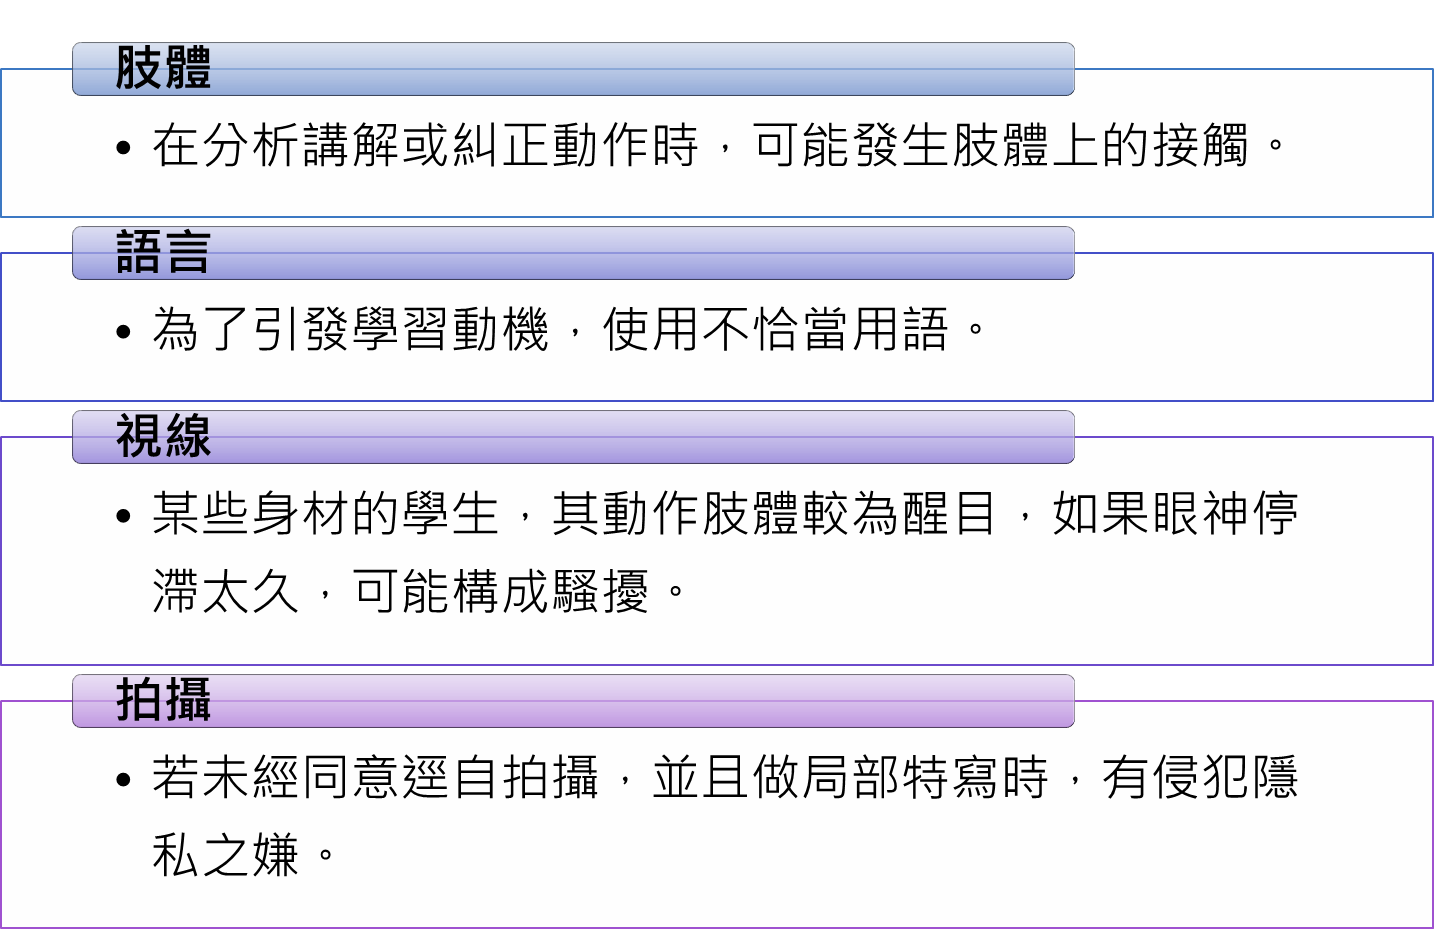 肢體
• 在分析講解或糾正動作時，可能發生肢體上的接觸。
語言
• 為了引發學習動機，使用不恰當用語。
視線
• 某些身材的學生，其動作肢體較為醒目，如果眼神停
滯太久，可能構成騷擾。
拍攝
• 若未經同意逕自拍攝，並且做局部特寫時，有侵犯隱
私之嫌。